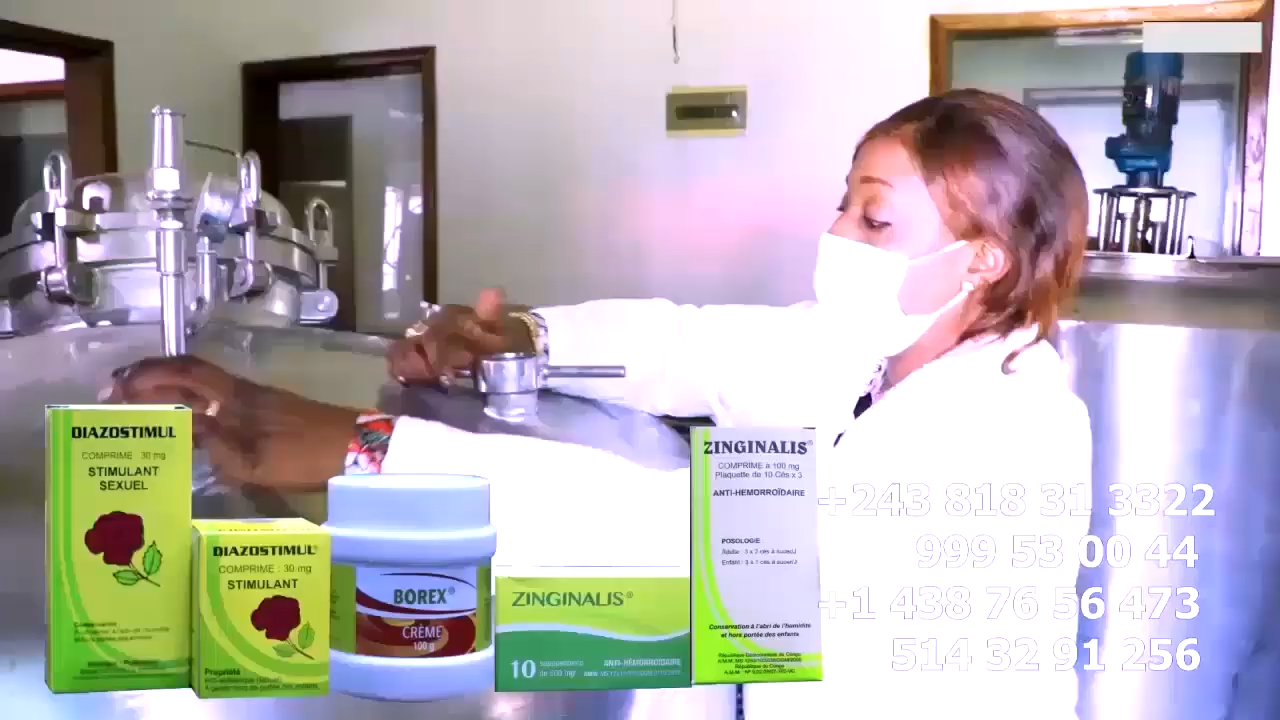 DIAZOSTIMUL
COMPRIME : 30 mg
STIMULANT
SEXUEL
DIAZOSTIMUL®
COMPRIME : 30 mg
STIMULANT
Propriété
BOREX®
CRÈME
100 g
ZINGINALIS®
10
ANTI-HÉMORROÏDAIRE
ZINGINALIS®
COMPRIME à 100 mg
Plaquette de 10 Cés x 3
ANTI-HEMORROÏDAIRE
POSOLOGIE
Conservation à l'abri de l'humidité
et hors portée des enfants
+243 818 31 3322
999 53 00 44
+1 438 76 56 473
514 32 91 256